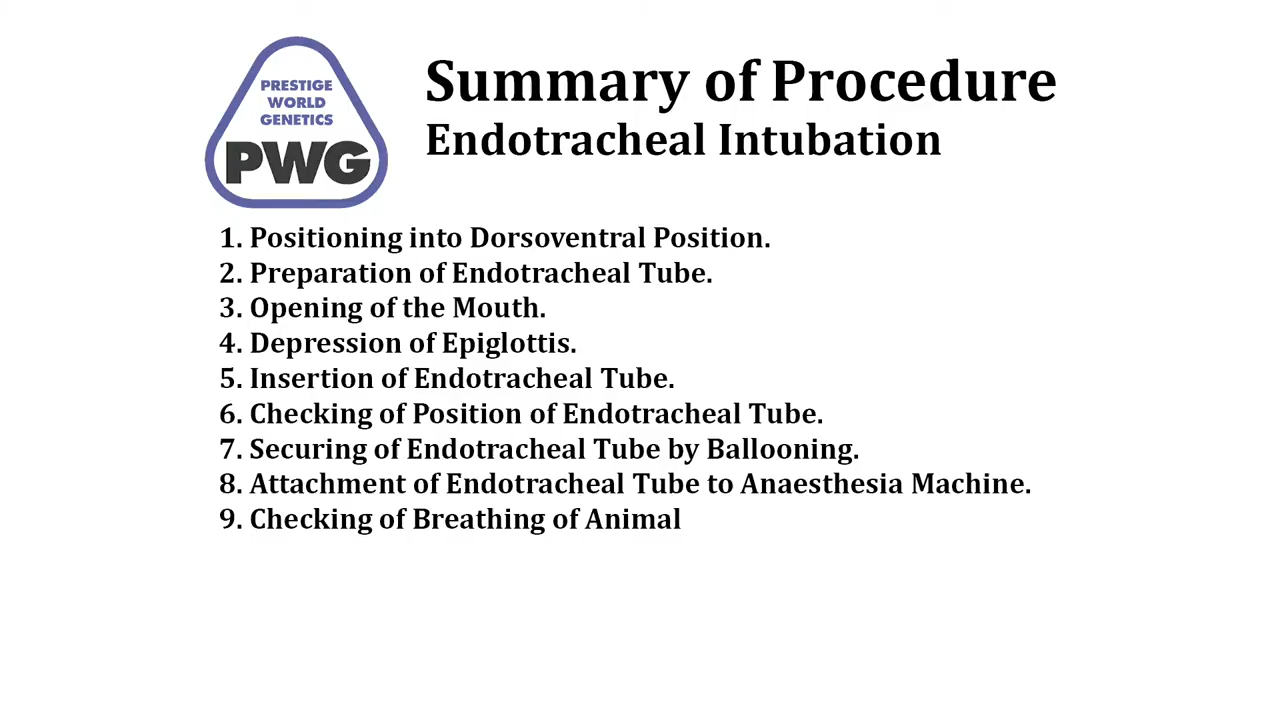 PRESTIGE
WORLD
GENETICS
PWG
Summary of Procedure
Endotracheal Intubation
1. Positioning into Dorsoventral Position.
2. Preparation of Endotracheal Tube.
3. Opening of the Mouth.
4. Depression of Epiglottis.
5. Insertion of Endotracheal Tube.
6. Checking of Position of Endotracheal Tube.
7. Securing of Endotracheal Tube by Ballooning.
8. Attachment of Endotracheal Tube to Anaesthesia Machine.
9. Checking of Breathing of Animal